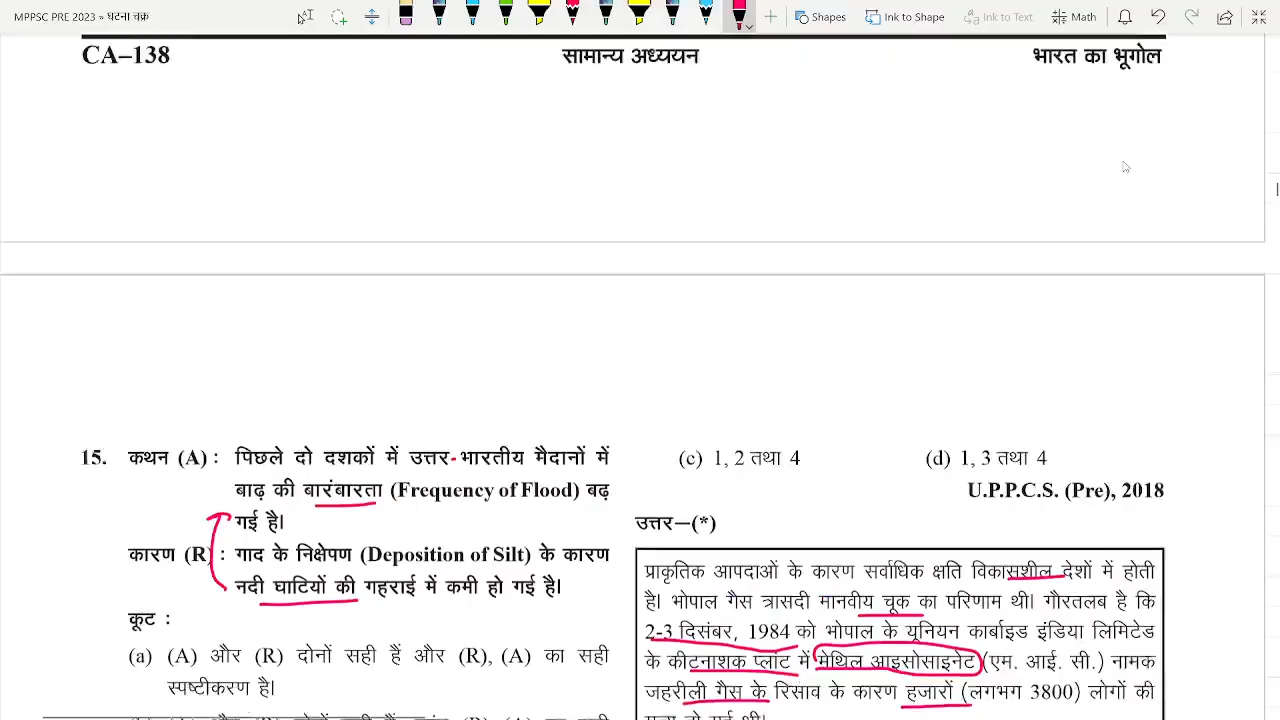 MPPSC PRE 2023 » घटना चक्र
Shapes
Ink to Shape
Ink to Text
Math
CA–138 सामान्य अध्ययन भारत का भूगोल
15. कथन (A) : पिछले दो दशकों में उत्तर-भारतीय मैदानों में
बाढ़ की बारंबारता (Frequency of Flood) बढ़
गई है।
कारण (R) : गाद के निक्षेपण (Deposition of Silt) के कारण
नदी घाटियों की गहराई में कमी हो गई है।
कूट :
(a) (A) और (R) दोनों सही हैं और (R), (A) का सही
स्पष्टीकरण है।
(c) 1, 2 तथा 4 (d) 1, 3 तथा 4
U.P.P.C.S. (Pre), 2018
उत्तर–(*)
प्राकृतिक आपदाओं के कारण सर्वाधिक क्षति विकासशील देशों में होती
है। भोपाल गैस त्रासदी मानवीय चूक का परिणाम थी। गौरतलब है कि
2-3 दिसंबर, 1984 को भोपाल के यूनियन कार्बाइड इंडिया लिमिटेड
के कीटनाशक प्लांट में मेथिल आइसोसाइनेट (एम. आई. सी.) नामक
जहरीली गैस के रिसाव के कारण हजारों (लगभग 3800) लोगों की